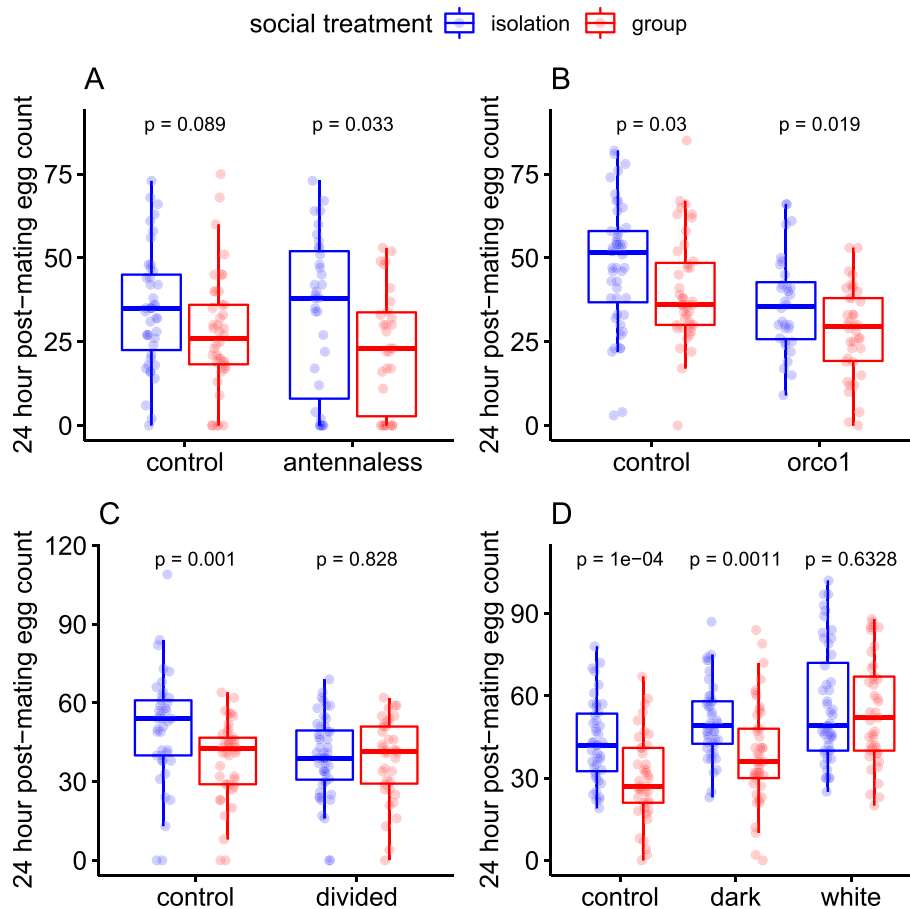 social treatment isolation group
A
24 hour post−mating egg count
p = 0.089 p = 0.033
75
50
25
0
control antennaless
B
24 hour post−mating egg count
p = 0.03 p = 0.019
75
50
25
0
control orco1
C
24 hour post−mating egg count
p = 0.001 p = 0.828
120
90
60
30
0
control divided
D
24 hour post−mating egg count
p = 1e−04 p = 0.0011 p = 0.6328
90
60
30
0
control dark white